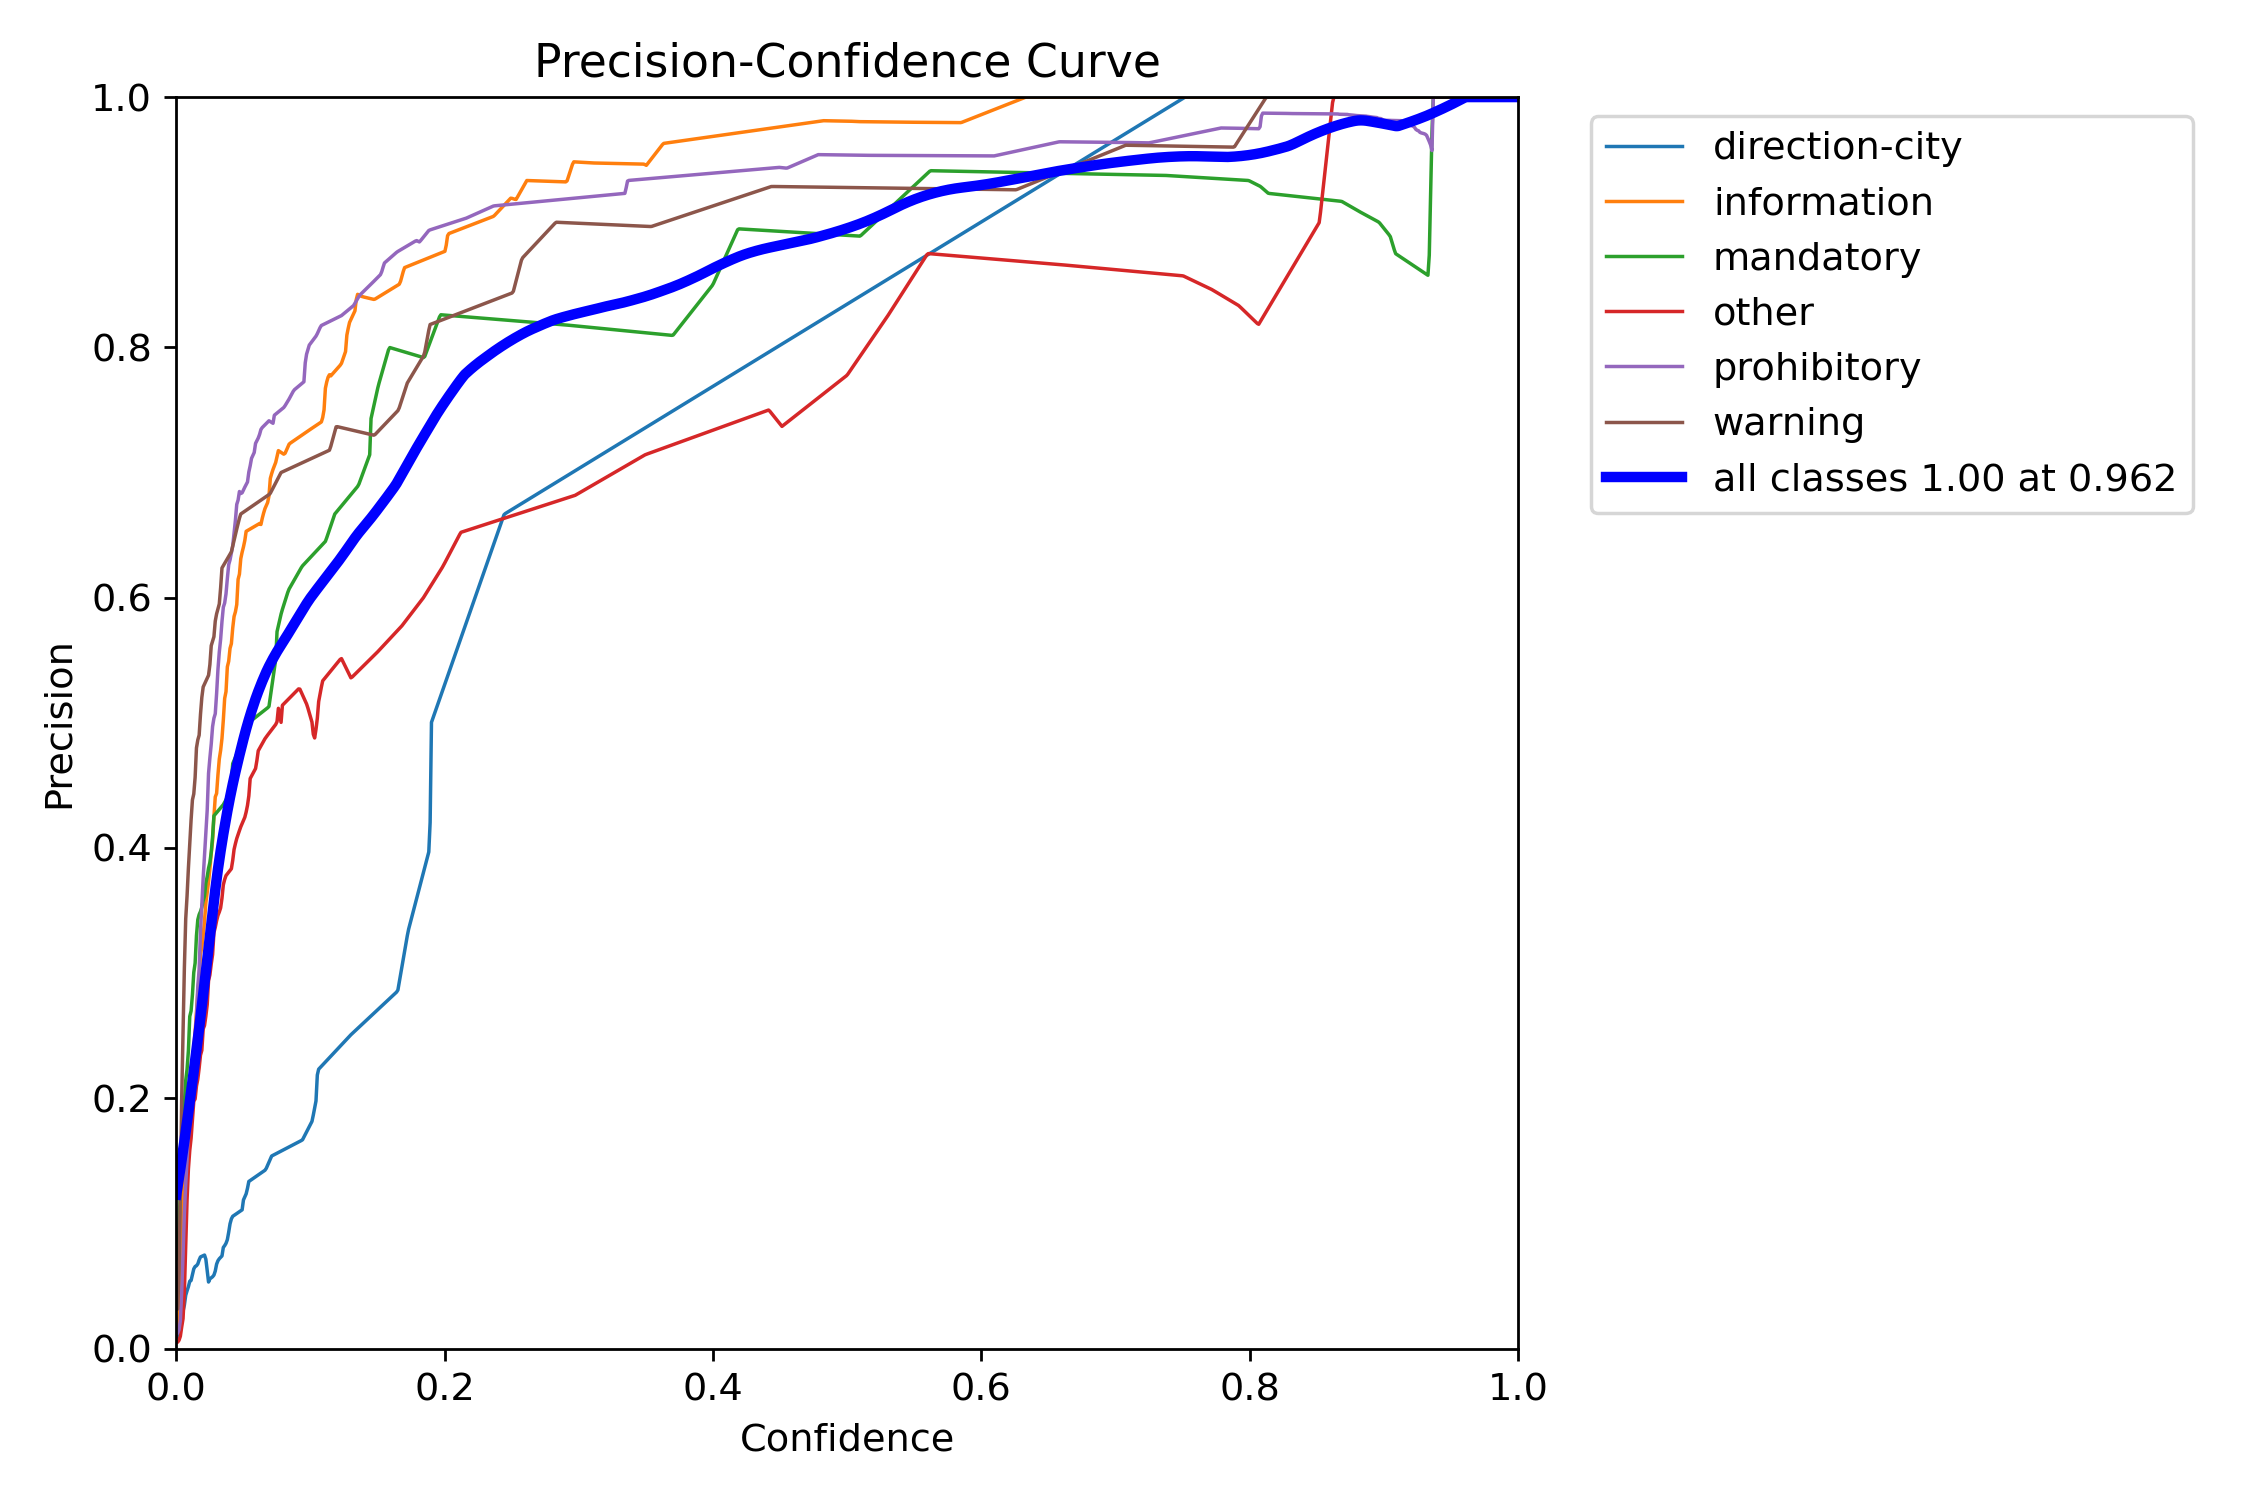 Precision-Confidence Curve
1.0
0.8
0.6
0.4
0.2
0.0
Precision
0.0 0.2 0.4 0.6 0.8 1.0
Confidence
direction-city
information
mandatory
other
prohibitory
warning
all classes 1.00 at 0.962